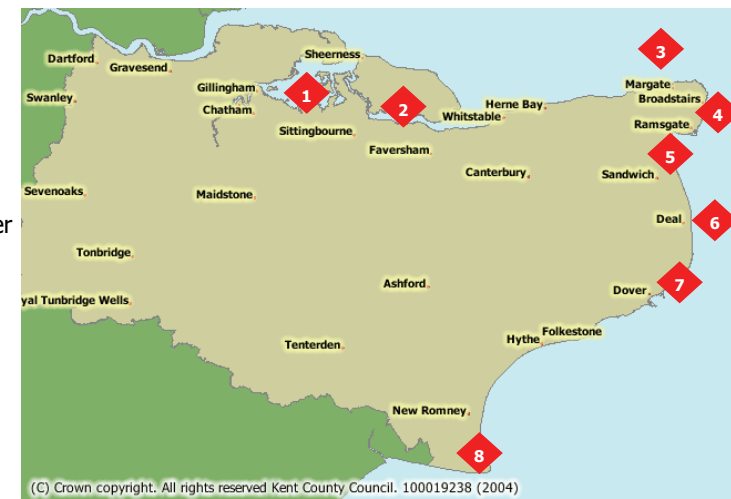 Sheerness
3
Dartford
Gravesend
Margate
Gillingham
1
Broadstairs
Swanley
2
Herne Bay
Chatham
Whitstable
4
Sittingbourne
Ramsgate
Faversham
5
Canterbury
Sandwich
Sevenoaks
Maidstone
er
Deal
6
Tonbridge
Ashford
7
Dover
yal Tunbridge Wells
Folkestone
Tenterden
Hythe
New Romney
8
(C) Crown copyright. All rights reserved Kent County Council. 100019238 (2004)